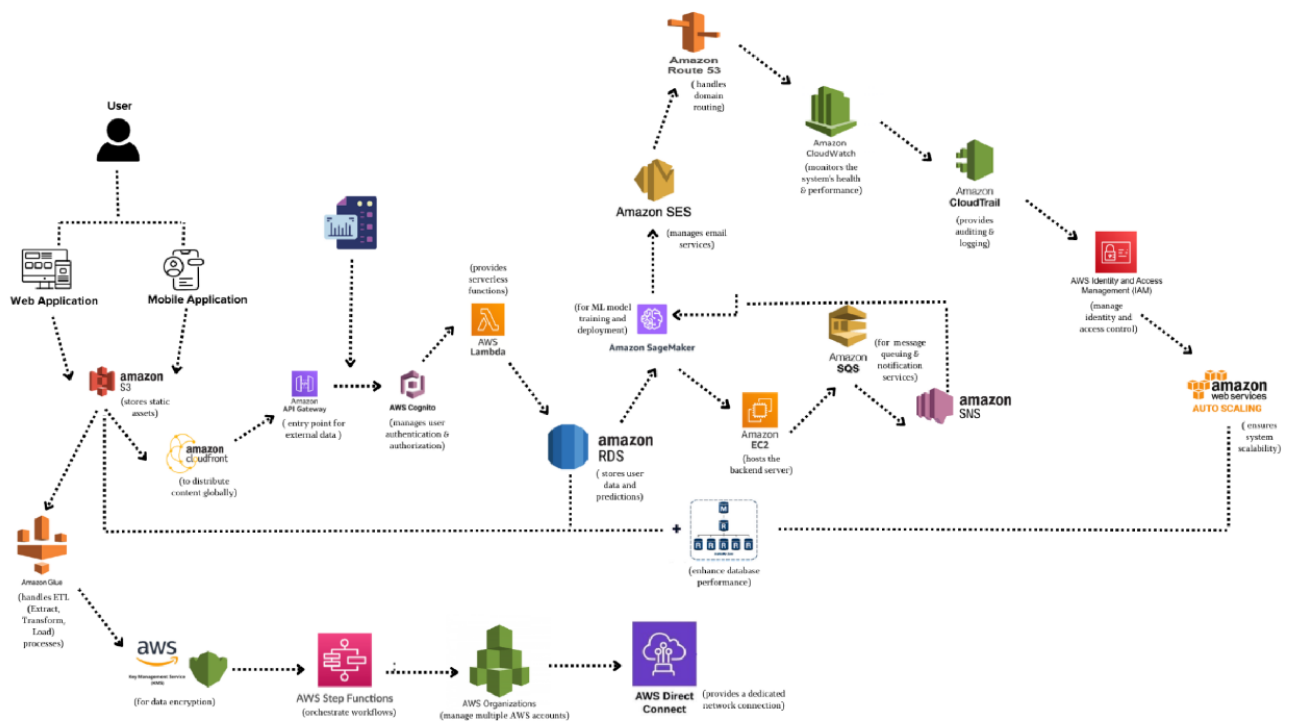 User
Web Application
Mobile Application
amazon
S3
(stores static
assets)
amazon
cloudfront
(to distribute
content globally)
Amazon
API Gateway
( entry point for
external data )
AWS Cognito
(manages user
authentication &
authorization)
(provides
serverless
functions)
AWS
Lambda
amazon
RDS
( stores user
data and
predictions)
(for ML model
training and
deployment)
Amazon SageMaker
Amazon SES
(manages email
services)
Amazon
Route 53
( handles
domain
routing)
Amazon
CloudWatch
(monitors the
system's health
& performance)
Amazon
CloudTrail
(provides
auditing &
logging)
AWS Identity and Access
Management (IAM)
(manage
identity and
access control)
amazon
web services
AUTO SCALING
( ensures
system
scalability)
Amazon
EC2
(hosts the
backend server)
Amazon
SQS
(for message
queuing &
notification
services)
amazon
SNS
+
M
R
R R R R R
(enhance database
performance)
Amazon Glue
(handles ETL
(Extract,
Transform,
Load)
processes)
aws
Key Management Service
(KMS)
(for data encryption)
AWS Step Functions
(orchestrate workflows)
AWS Organizations
(manage multiple AWS accounts)
AWS Direct
Connect
(provides a dedicated
network connection)